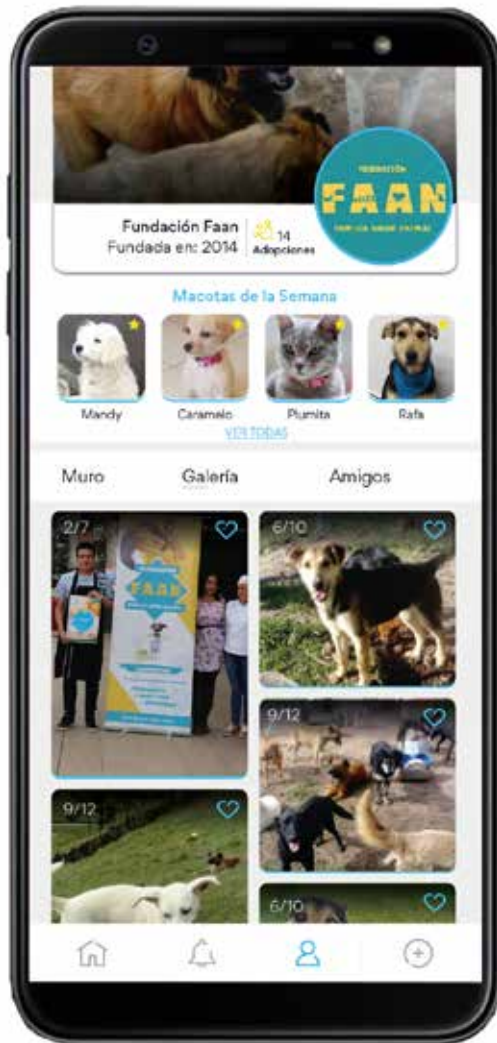 FUNDACIÓN
FAAN
Fundación Faan
Fundada en: 2014
14
Adopciones
Macotas de la Semana
Mandy
Caramelo
Plumita
Rafa
VER TODAS
Muro
Galería
Amigos
2/7
FAAN
6/10
9/12
9/12
6/10